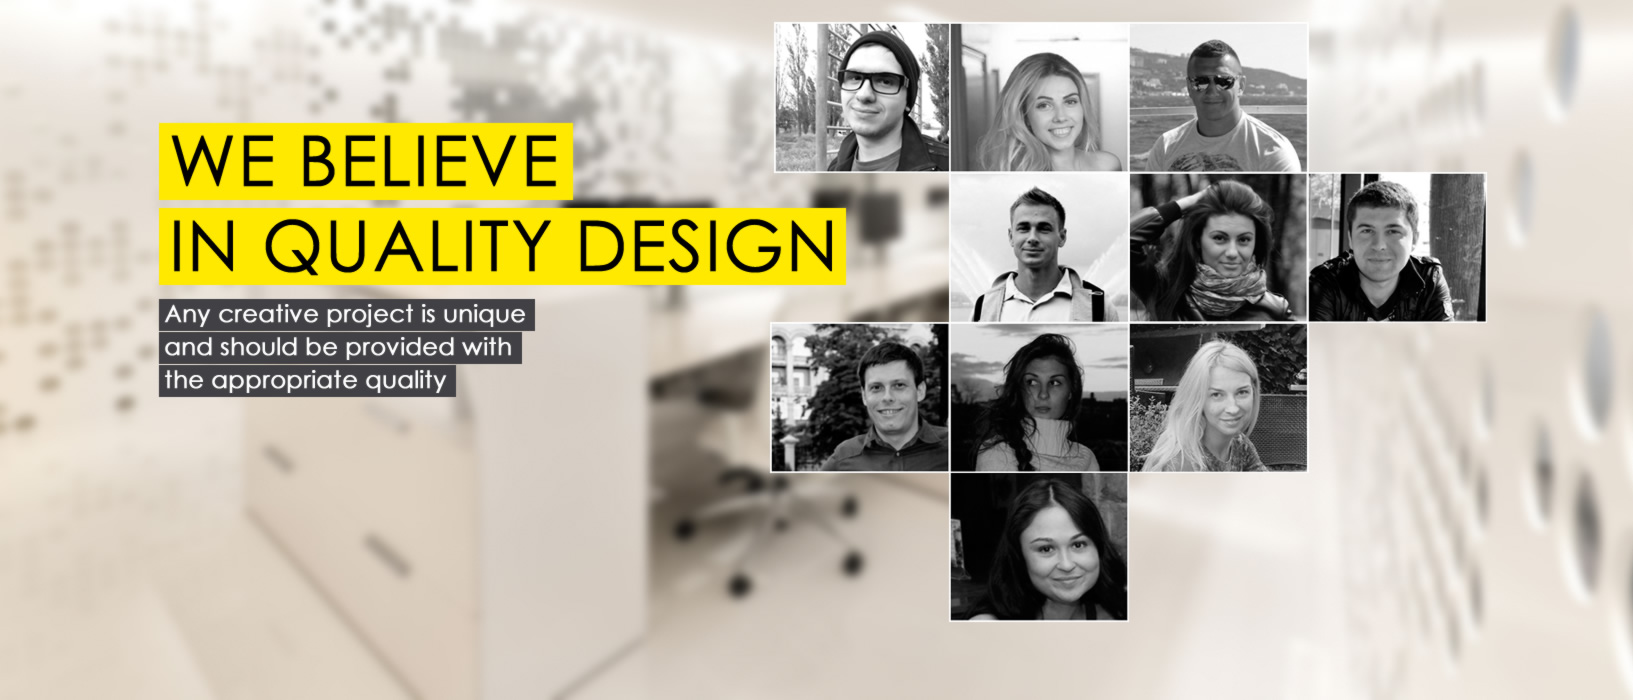 WE BELIEVE
IN QUALITY DESIGN
Any creative project is unique
and should be provided with
the appropriate quality